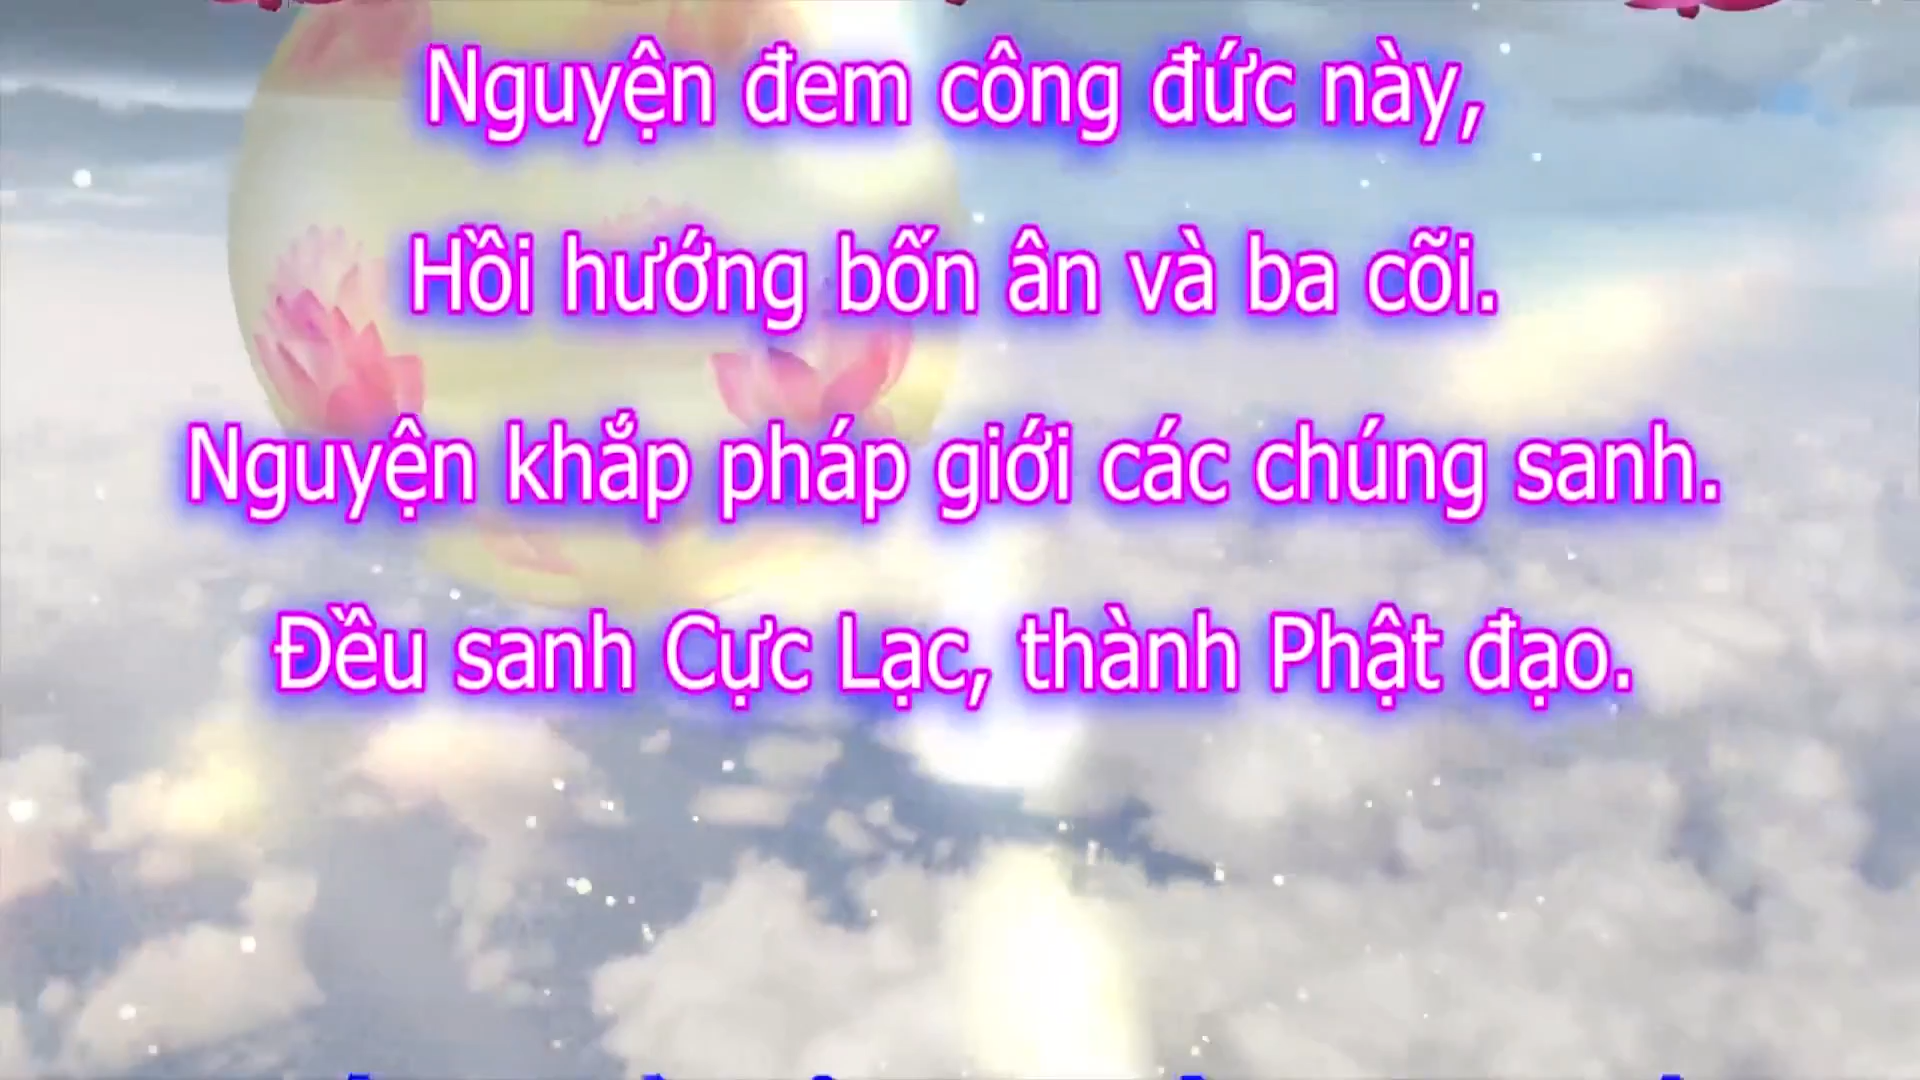 Nguyện đem công đức này,
Hồi hướng bốn ân và ba cõi.
Nguyện khắp pháp giới các chúng sanh.
Đều sanh Cực Lạc, thành Phật đạo.